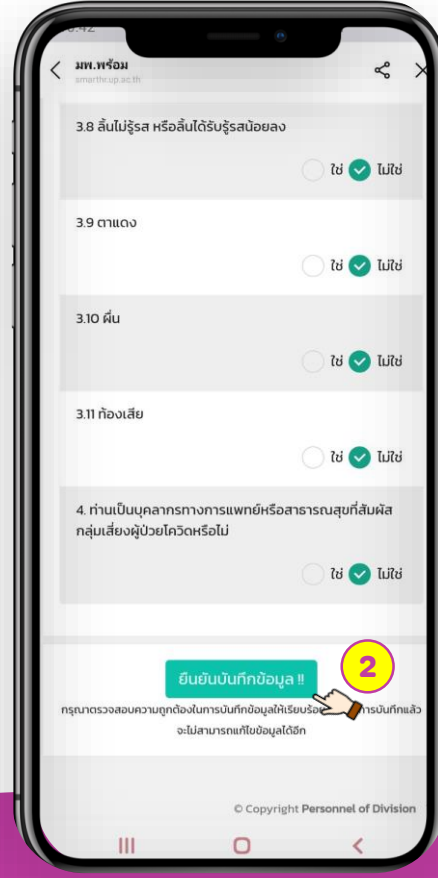 มพ.พร้อม
smarthr.up.ac.th
3.8 ลิ้นไม่รู้รส หรือลิ้นได้รับรู้รสน้อยลง
ใช่ ไม่ใช่
3.9 ตาแดง
ใช่ ไม่ใช่
3.10 ผื่น
ใช่ ไม่ใช่
3.11 ท้องเสีย
ใช่ ไม่ใช่
4. ท่านเป็นบุคลากรทางการแพทย์หรือสาธารณสุขที่สัมผัส
กลุ่มเสี่ยงผู้ป่วยโควิดหรือไม่
ใช่ ไม่ใช่
ยืนยันบันทึกข้อมูล !!
2
กรุณาตรวจสอบความถูกต้องในการบันทึกข้อมูลให้เรียบร้อย การบันทึกแล้ว
จะไม่สามารถแก้ไขข้อมูลได้อีก
© Copyright Personnel of Division